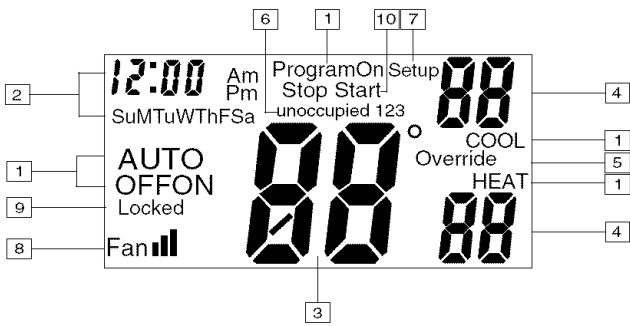 6 1 10 7
12:00 Am Pm ProgramOn Setup 88
Stop Start
2 4
SuMTuWThFSa unoccupied 123
COOL 1
1 AUTO 88° Override 5
OFFON HEAT 1
9 Locked
8 Fan 88 4
3